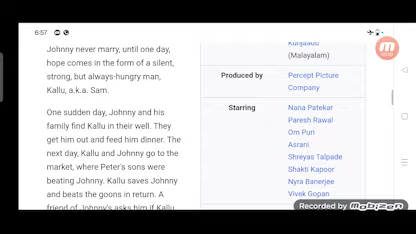 6:57
Johnny never marry, until one day,
hope comes in the form of a silent,
strong, but always-hungry man,
Kallu, a.k.a. Sam.
One sudden day, Johnny and his
family find Kallu in their well. They
get him out and feed him dinner. The
next day, Kallu and Johnny go to the
market, where Peter's sons were
beating Johnny. Kallu saves Johnny
and beats the goons in return. A
friend of Johnny's asks him if Kallu
Kunjaadu
(Malayalam)
Produced by
Percept Picture
Company
Starring
Nana Patekar
Paresh Rawal
Om Puri
Asrani
Shreyas Talpade
Shakti Kapoor
Nyra Banerjee
Vivek Gopan
Recorded by Mobizen